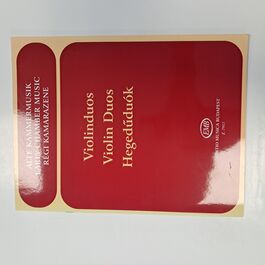 ALTE KAMMERMUSIK
EARLY CHAMBER MUSIC
RÉGI KAMARAZENE
Violinduos
Violin Duos
Hegedűduók
EMB
EDITIO MUSICA BUDAPEST